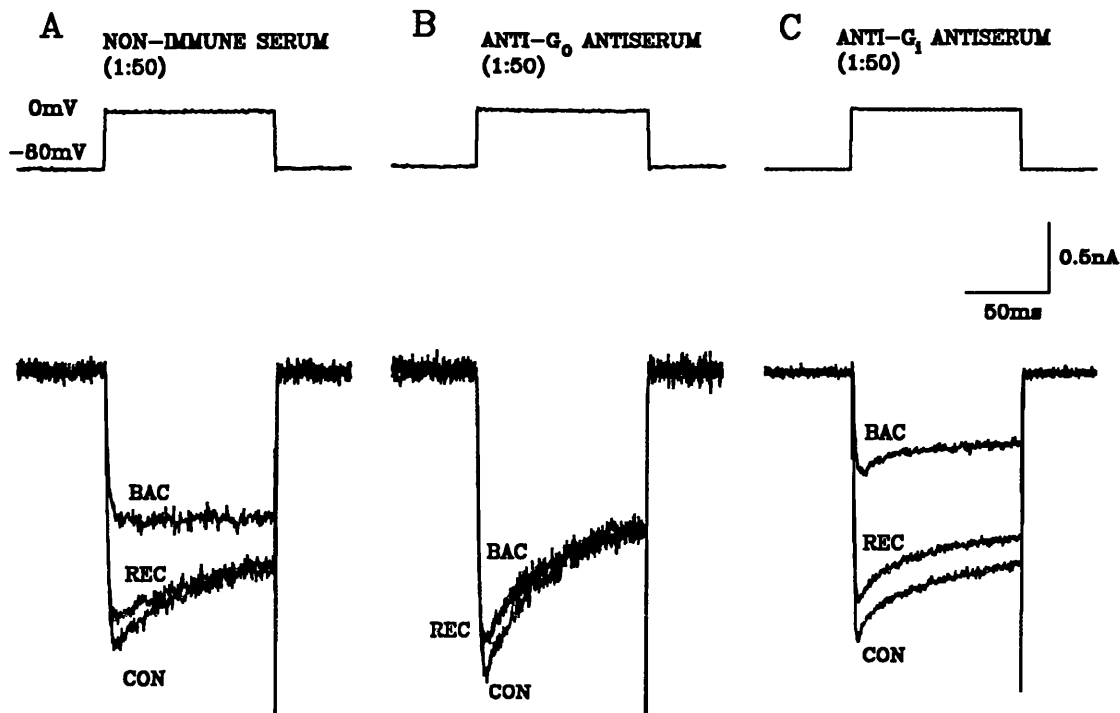 A
NON-IMMUNE SERUM
(1:50)
B
ANTI-G₀ ANTISERUM
(1:50)
C
ANTI-Gᵢ ANTISERUM
(1:50)
0mV
-80mV
0.5nA
50ms
BAC
REC
CON
BAC
REC
CON
BAC
REC
CON